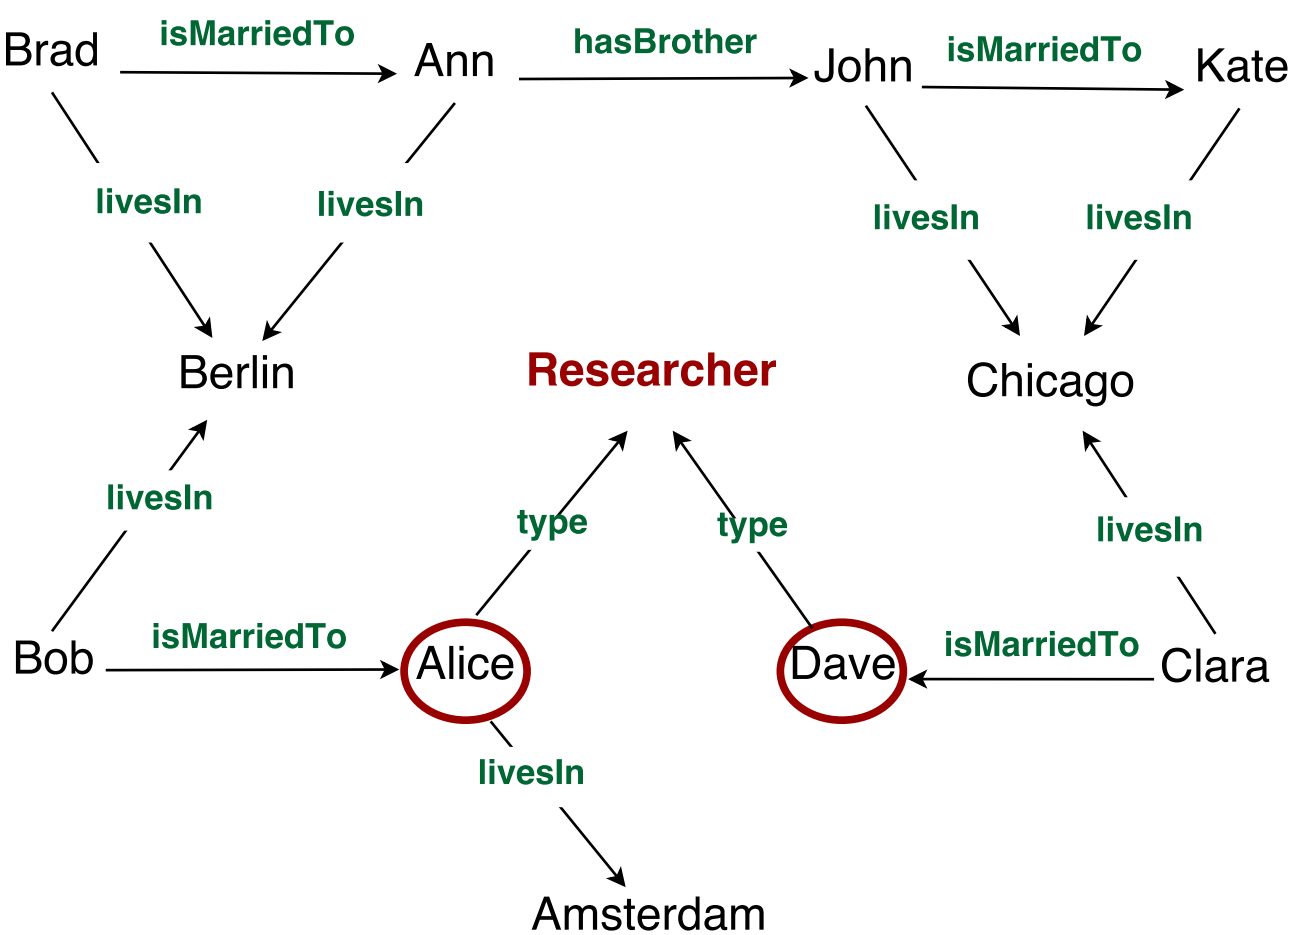 Brad isMarriedTo Ann hasBrother John isMarriedTo Kate
livesIn livesIn livesIn livesIn
Berlin Researcher Chicago
livesIn type type livesIn
Bob isMarriedTo Alice Dave isMarriedTo Clara
livesIn
Amsterdam